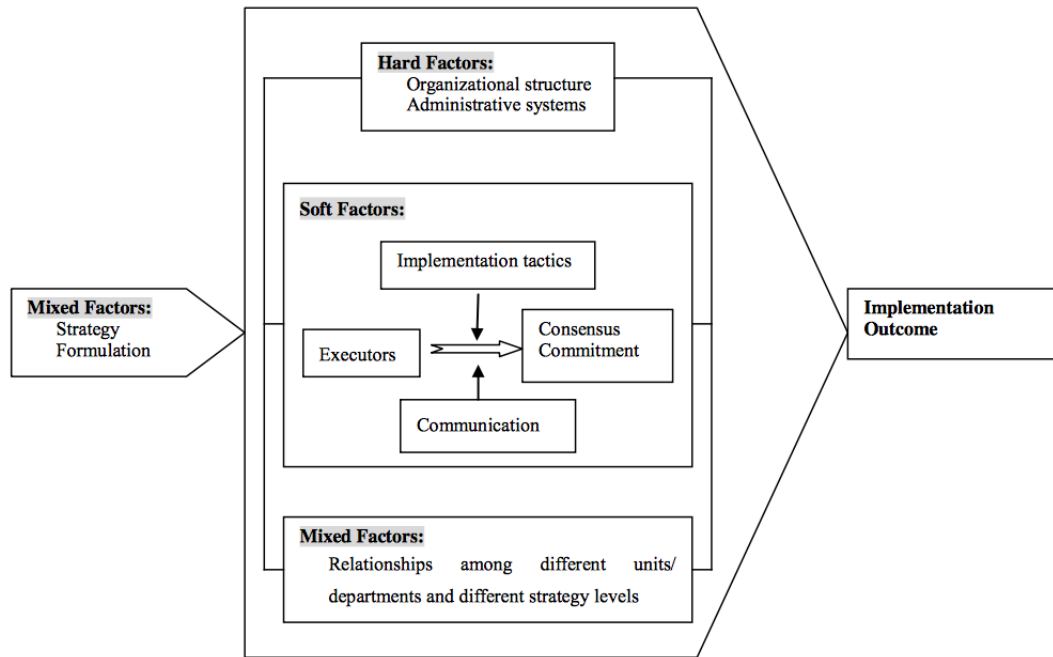 Hard Factors:
Organizational structure
Administrative systems
Soft Factors:
Implementation tactics
Mixed Factors:
Strategy
Formulation
Executors
Consensus
Commitment
Communication
Implementation
Outcome
Mixed Factors:
Relationships among different units/
departments and different strategy levels